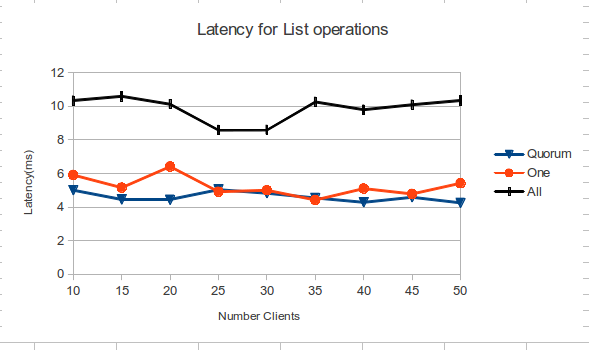 Latency for List operations
12
10
8
6
4
2
0
Latency(ms)
10 15 20 25 30 35 40 45 50
Number Clients
Quorum
One
All